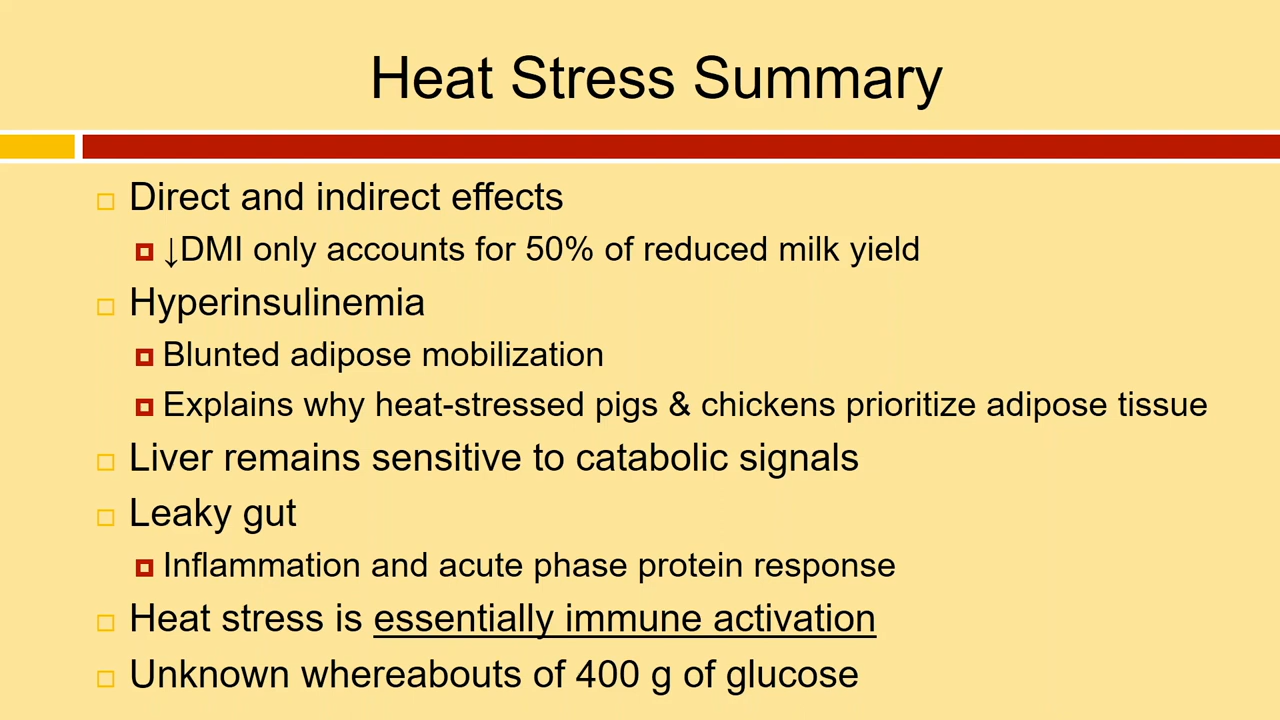 Heat Stress Summary
Direct and indirect effects
↓DMI only accounts for 50% of reduced milk yield
Hyperinsulinemia
Blunted adipose mobilization
Explains why heat-stressed pigs & chickens prioritize adipose tissue
Liver remains sensitive to catabolic signals
Leaky gut
Inflammation and acute phase protein response
Heat stress is essentially immune activation
Unknown whereabouts of 400 g of glucose